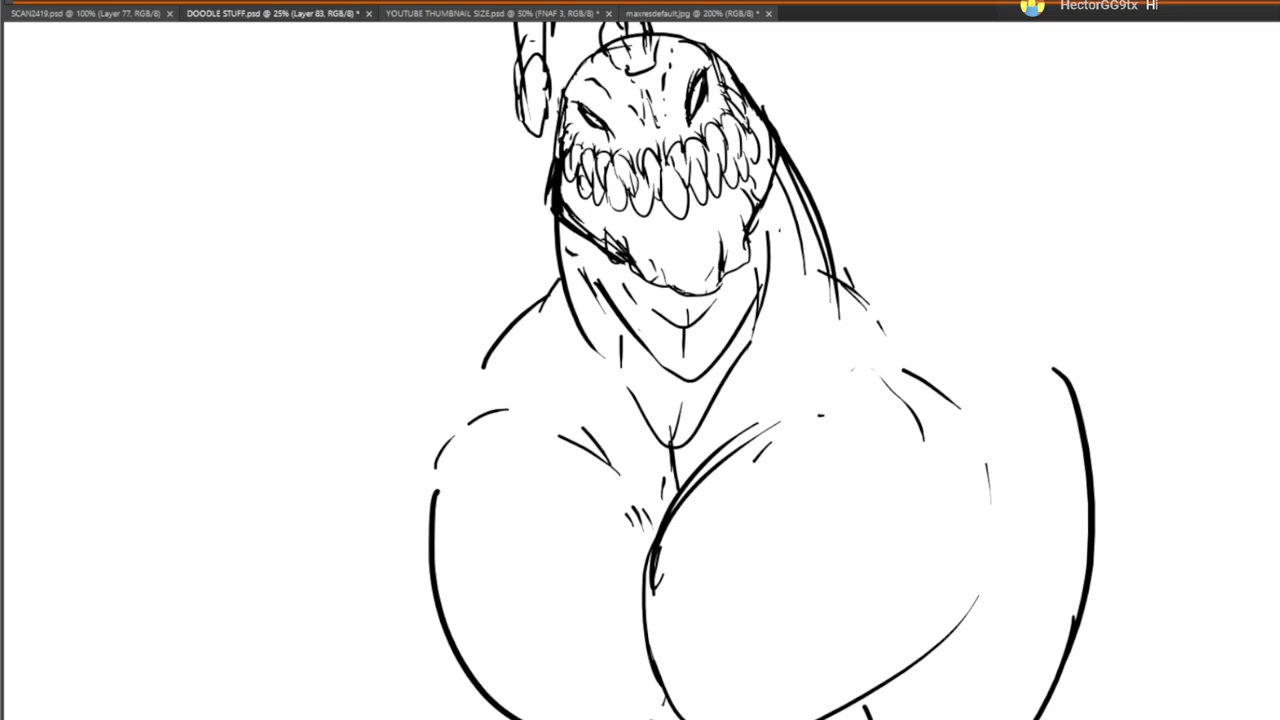 HectorGG9tx Hi
SCAN2419.psd @ 100% (Layer 77, RGB/8) DOODLE STUFF.psd @ 25% (Layer 83, RGB/8) * YOUTUBE THUMBNAIL SIZE.psd @ 50% (FNAF 3, RGB/8) * maxresdefault.jpg @ 200% (RGB/8) *